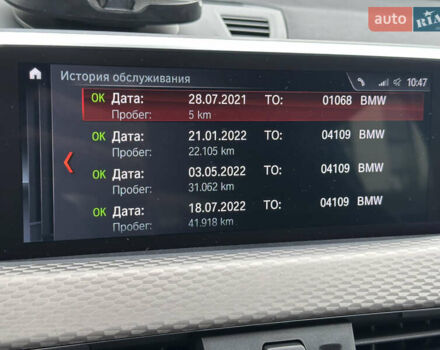 auto RIA
История обслуживания 10:47
OK Дата: 28.07.2021 ТО: 01068 BMW
Пробег: 5 km
OK Дата: 21.01.2022 ТО: 04109 BMW
Пробег: 22.105 km
OK Дата: 03.05.2022 ТО: 04109 BMW
Пробег: 31.062 km
OK Дата: 18.07.2022 ТО: 04109 BMW
Пробег: 41.918 km